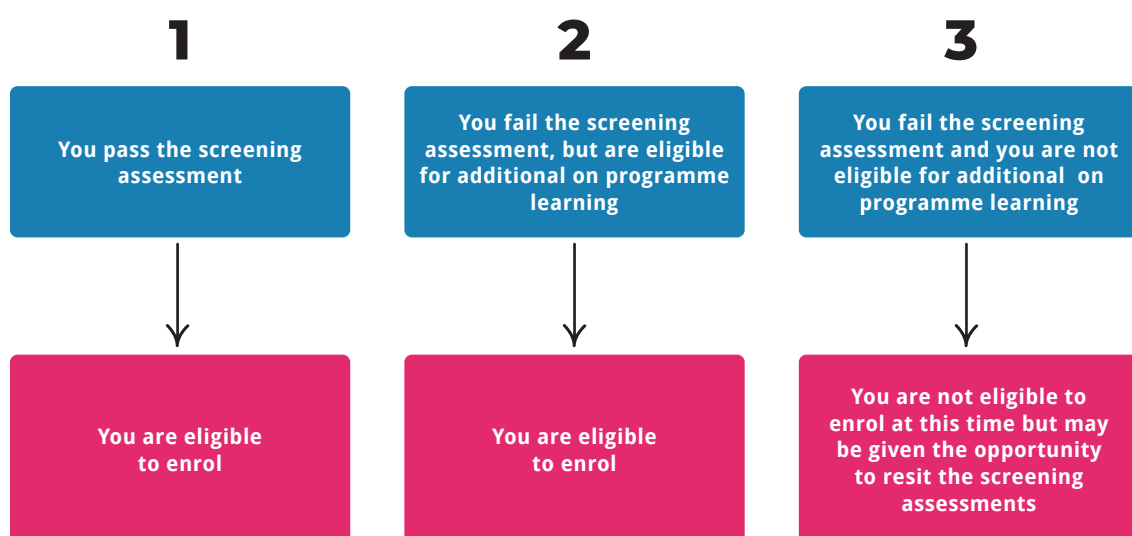 1
You pass the screening
assessment
You are eligible
to enrol
2
You fail the screening
assessment, but are eligible
for additional on programme
learning
You are eligible
to enrol
3
You fail the screening
assessment and you are not
eligible for additional on
programme learning
You are not eligible to
enrol at this time but may
be given the opportunity
to resit the screening
assessments